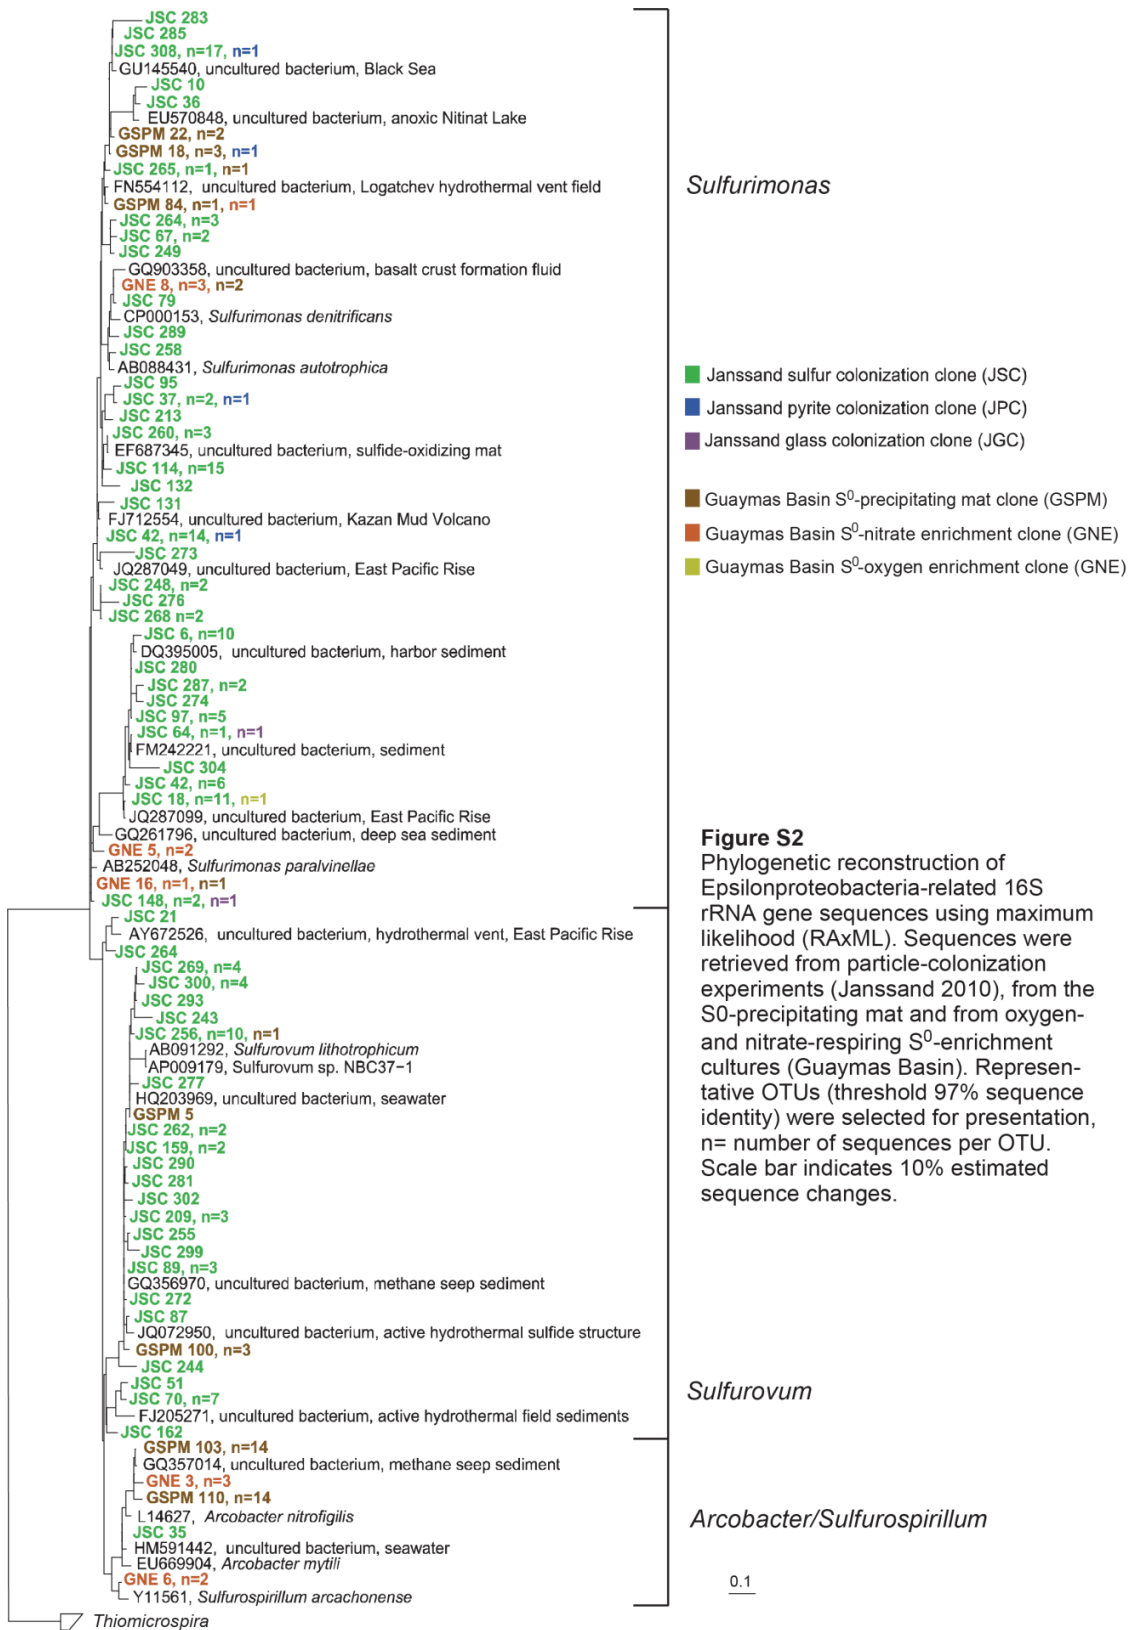 JSC 283
JSC 285
JSC 308, n=17, n=1
GU145540, uncultured bacterium, Black Sea
JSC 10
JSC 36
EU570848, uncultured bacterium, anoxic Nitinat Lake
GSPM 22, n=2
GSPM 18, n=3, n=1
JSC 265, n=1, n=1
FN554112, uncultured bacterium, Logatchev hydrothermal vent field
GSPM 84, n=1, n=1
JSC 264, n=3
JSC 67, n=2
JSC 249
GQ903358, uncultured bacterium, basalt crust formation fluid
GNE 8, n=3, n=2
JSC 79
CP000153, Sulfurimonas denitrificans
JSC 289
JSC 258
AB088431, Sulfurimonas autotrophica
JSC 95
JSC 37, n=2, n=1
JSC 213
JSC 260, n=3
EF687345, uncultured bacterium, sulfide-oxidizing mat
JSC 114, n=15
JSC 132
JSC 131
FJ712554, uncultured bacterium, Kazan Mud Volcano
JSC 42, n=14, n=1
JSC 273
JQ287049, uncultured bacterium, East Pacific Rise
JSC 248, n=2
JSC 276
JSC 268 n=2
JSC 6, n=10
DQ395005, uncultured bacterium, harbor sediment
JSC 280
JSC 287, n=2
JSC 274
JSC 97, n=5
JSC 64, n=1, n=1
FM242221, uncultured bacterium, sediment
JSC 304
JSC 42, n=6
JSC 18, n=11, n=1
JQ287099, uncultured bacterium, East Pacific Rise
GQ261796, uncultured bacterium, deep sea sediment
GNE 5, n=2
AB252048, Sulfurimonas paralvinellae
GNE 16, n=1, n=1
JSC 148, n=2, n=1
JSC 21
AY672526, uncultured bacterium, hydrothermal vent, East Pacific Rise
JSC 264
JSC 269, n=4
JSC 300, n=4
JSC 293
JSC 243
JSC 256, n=10, n=1
AB091292, Sulfurovum lithotrophicum
AP009179, Sulfurovum sp. NBC37−1
JSC 277
HQ203969, uncultured bacterium, seawater
GSPM 5
JSC 262, n=2
JSC 159, n=2
JSC 290
JSC 281
JSC 302
JSC 209, n=3
JSC 255
JSC 299
JSC 89, n=3
GQ356970, uncultured bacterium, methane seep sediment
JSC 272
JSC 87
JQ072950, uncultured bacterium, active hydrothermal sulfide structure
GSPM 100, n=3
JSC 244
JSC 51
JSC 70, n=7
FJ205271, uncultured bacterium, active hydrothermal field sediments
JSC 162
GSPM 103, n=14
GQ357014, uncultured bacterium, methane seep sediment
GNE 3, n=3
GSPM 110, n=14
L14627, Arcobacter nitrofigilis
JSC 35
HM591442, uncultured bacterium, seawater
EU669904, Arcobacter mytili
GNE 6, n=2
Y11561, Sulfurospirillum arcachonense
Thiomicrospira
Sulfurimonas
Janssand sulfur colonization clone (JSC)
Janssand pyrite colonization clone (JPC)
Janssand glass colonization clone (JGC)
Guaymas Basin S⁰-precipitating mat clone (GSPM)
Guaymas Basin S⁰-nitrate enrichment clone (GNE)
Guaymas Basin S⁰-oxygen enrichment clone (GNE)
Figure S2
Phylogenetic reconstruction of
Epsilonproteobacteria-related 16S
rRNA gene sequences using maximum
likelihood (RAxML). Sequences were
retrieved from particle-colonization
experiments (Janssand 2010), from the
S0-precipitating mat and from oxygen-
and nitrate-respiring S⁰-enrichment
cultures (Guaymas Basin). Represen-
tative OTUs (threshold 97% sequence
identity) were selected for presentation,
n= number of sequences per OTU.
Scale bar indicates 10% estimated
sequence changes.
Sulfurovum
Arcobacter/Sulfurospirillum
0.1